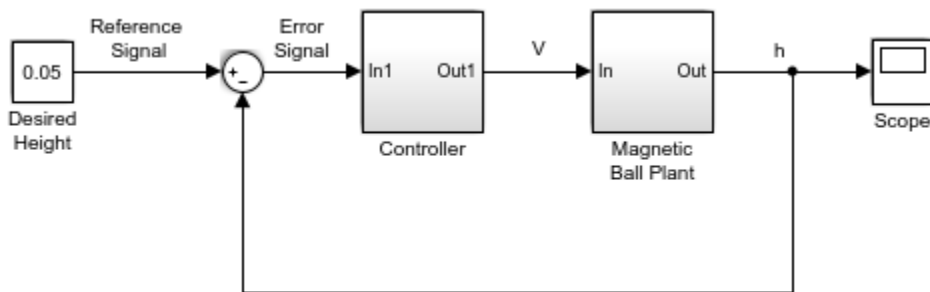 Reference
Signal
Error
Signal
0.05
+
-
In1
Out1
V
In
Out
h
Desired
Height
Controller
Magnetic
Ball Plant
Scope